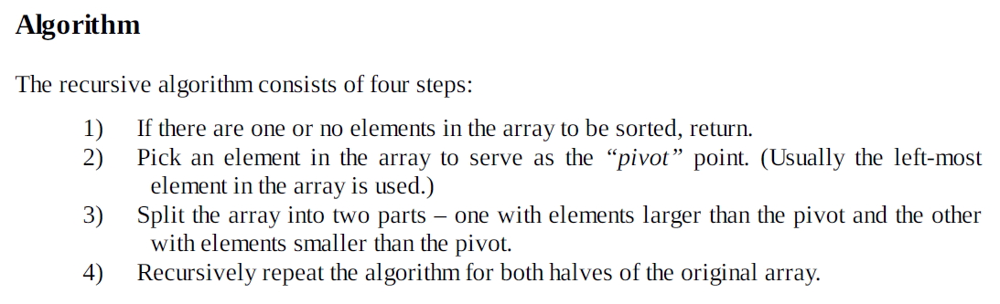 Algorithm
The recursive algorithm consists of four steps:
1) If there are one or no elements in the array to be sorted, return.
2) Pick an element in the array to serve as the “pivot” point. (Usually the left-most
element in the array is used.)
3) Split the array into two parts – one with elements larger than the pivot and the other
with elements smaller than the pivot.
4) Recursively repeat the algorithm for both halves of the original array.